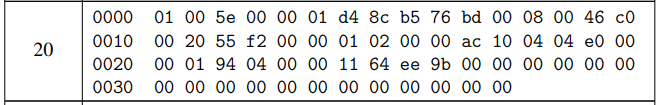 20
0000 01 00 5e 00 00 01 d4 8c b5 76 bd 00 08 00 46 c0
0010 00 20 55 f2 00 00 01 02 00 00 ac 10 04 04 e0 00
0020 00 01 94 04 00 00 11 64 ee 9b 00 00 00 00 00 00
0030 00 00 00 00 00 00 00 00 00 00 00 00